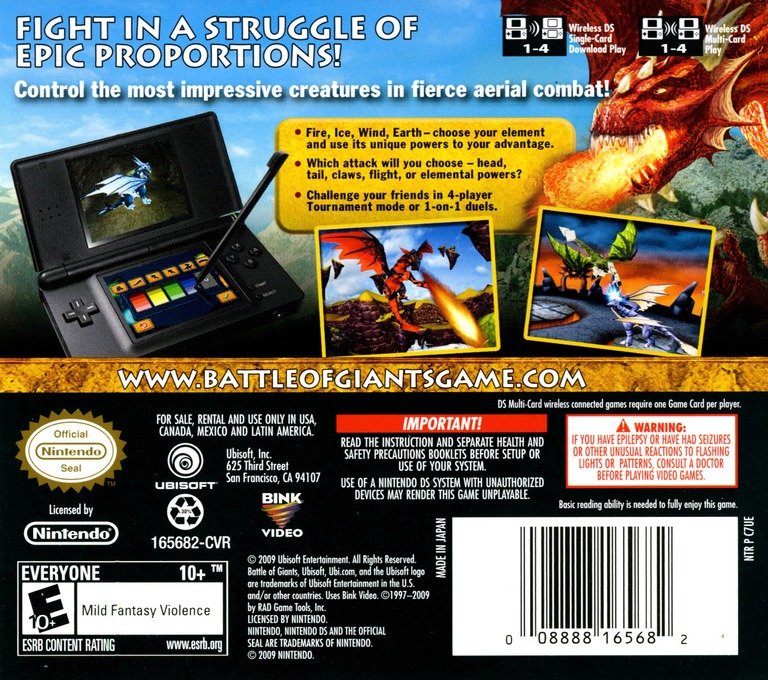 FIGHT IN A STRUGGLE OF
EPIC PROPORTIONS!
1-4
Wireless DS
Single-Card
Download Play
1-4
Wireless DS
Multi-Card
Play
Control the most impressive creatures in fierce aerial combat!
• Fire, Ice, Wind, Earth – choose your element
and use its unique powers to your advantage.
• Which attack will you choose – head,
tail, claws, flight, or elemental powers?
• Challenge your friends in 4-player
Tournament mode or 1-on-1 duels.
START
SELECT
WWW.BATTLEOFGIANTSGAME.COM
DS Multi-Card wireless connected games require one Game Card per player.
Official
Nintendo
Seal
TM
Licensed by
Nintendo®
FOR SALE, RENTAL AND USE ONLY IN USA,
CANADA, MEXICO AND LATIN AMERICA.
UBISOFT®
Ubisoft, Inc.
625 Third Street
San Francisco, CA 94107
165682-CVR
BINK
VIDEO
IMPORTANT!
READ THE INSTRUCTION AND SEPARATE HEALTH AND
SAFETY PRECAUTIONS BOOKLETS BEFORE SETUP OR
USE OF YOUR SYSTEM.
USE OF A NINTENDO DS SYSTEM WITH UNAUTHORIZED
DEVICES MAY RENDER THIS GAME UNPLAYABLE.
WARNING:
IF YOU HAVE EPILEPSY OR HAVE HAD SEIZURES
OR OTHER UNUSUAL REACTIONS TO FLASHING
LIGHTS OR PATTERNS, CONSULT A DOCTOR
BEFORE PLAYING VIDEO GAMES.
Basic reading ability is needed to fully enjoy this game.
EVERYONE 10+ ™
E
10+
Mild Fantasy Violence
ESRB CONTENT RATING www.esrb.org
© 2009 Ubisoft Entertainment. All Rights Reserved.
Battle of Giants, Ubisoft, Ubi.com, and the Ubisoft logo
are trademarks of Ubisoft Entertainment in the U.S.
and/or other countries. Uses Bink Video. ©1997–2009
by RAD Game Tools, Inc.
LICENSED BY NINTENDO.
NINTENDO, NINTENDO DS AND THE OFFICIAL
SEAL ARE TRADEMARKS OF NINTENDO.
© 2009 NINTENDO.
MADE IN JAPAN
0 08888 16568 2
NTR P C7UE